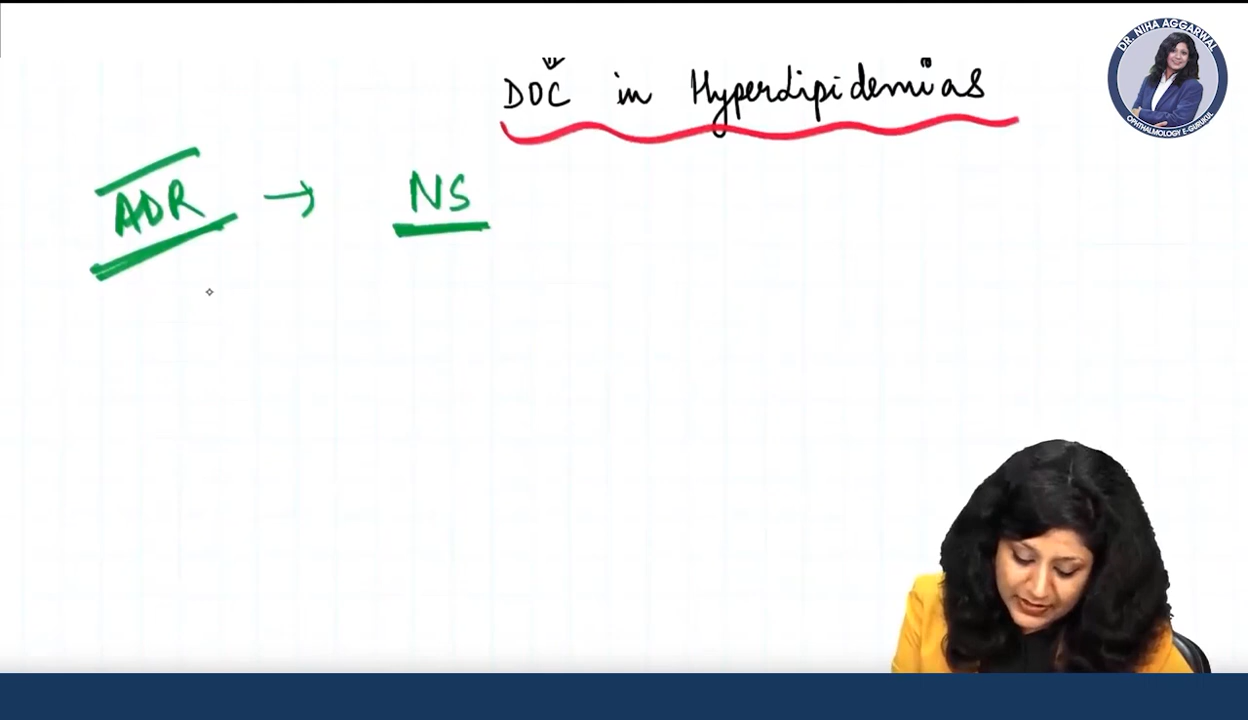 DOC in Hyperlipidemias
ADR → NS
DR. NIHA AGGARWAL
OPHTHALMOLOGY E-GURUKUL